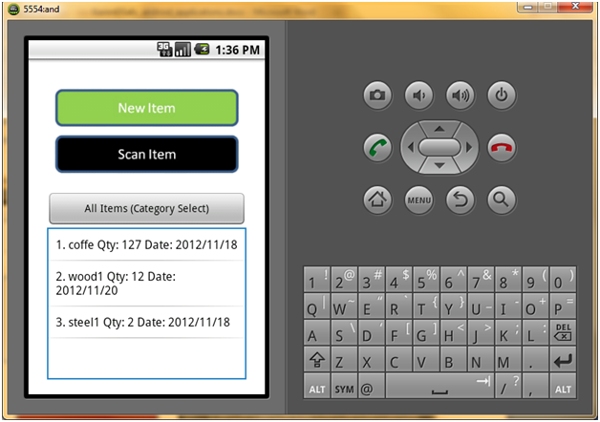 5554:and
3G
1:36 PM
New Item
Scan Item
All Items (Category Select)
1. coffe Qty: 127 Date: 2012/11/18
2. wood1 Qty: 12 Date:
2012/11/20
3. steel1 Qty: 2 Date: 2012/11/18
MENU
1 ! 2 @ 3 # 4 $ 5 % 6 ^ 7 & 8 * 9 ( 0 )
Q | W ~ E " R ` T { Y } U _ I - O + P =
A S \ D ' F [ G ] H < J > K ; L : DEL
Z X C V B N M .
ALT SYM @ / ? , ALT